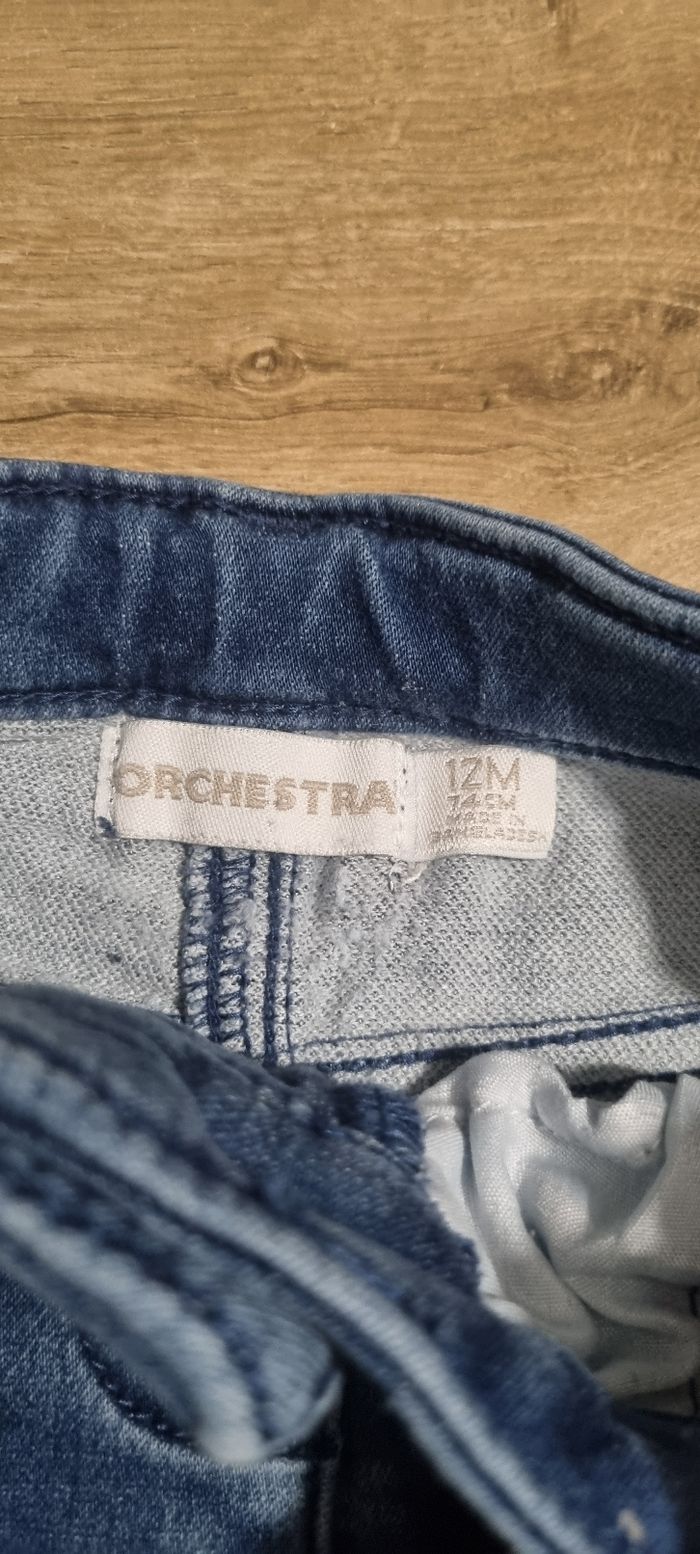 ORCHESTRA
12M
74CM
MADE IN
BANGLADESH